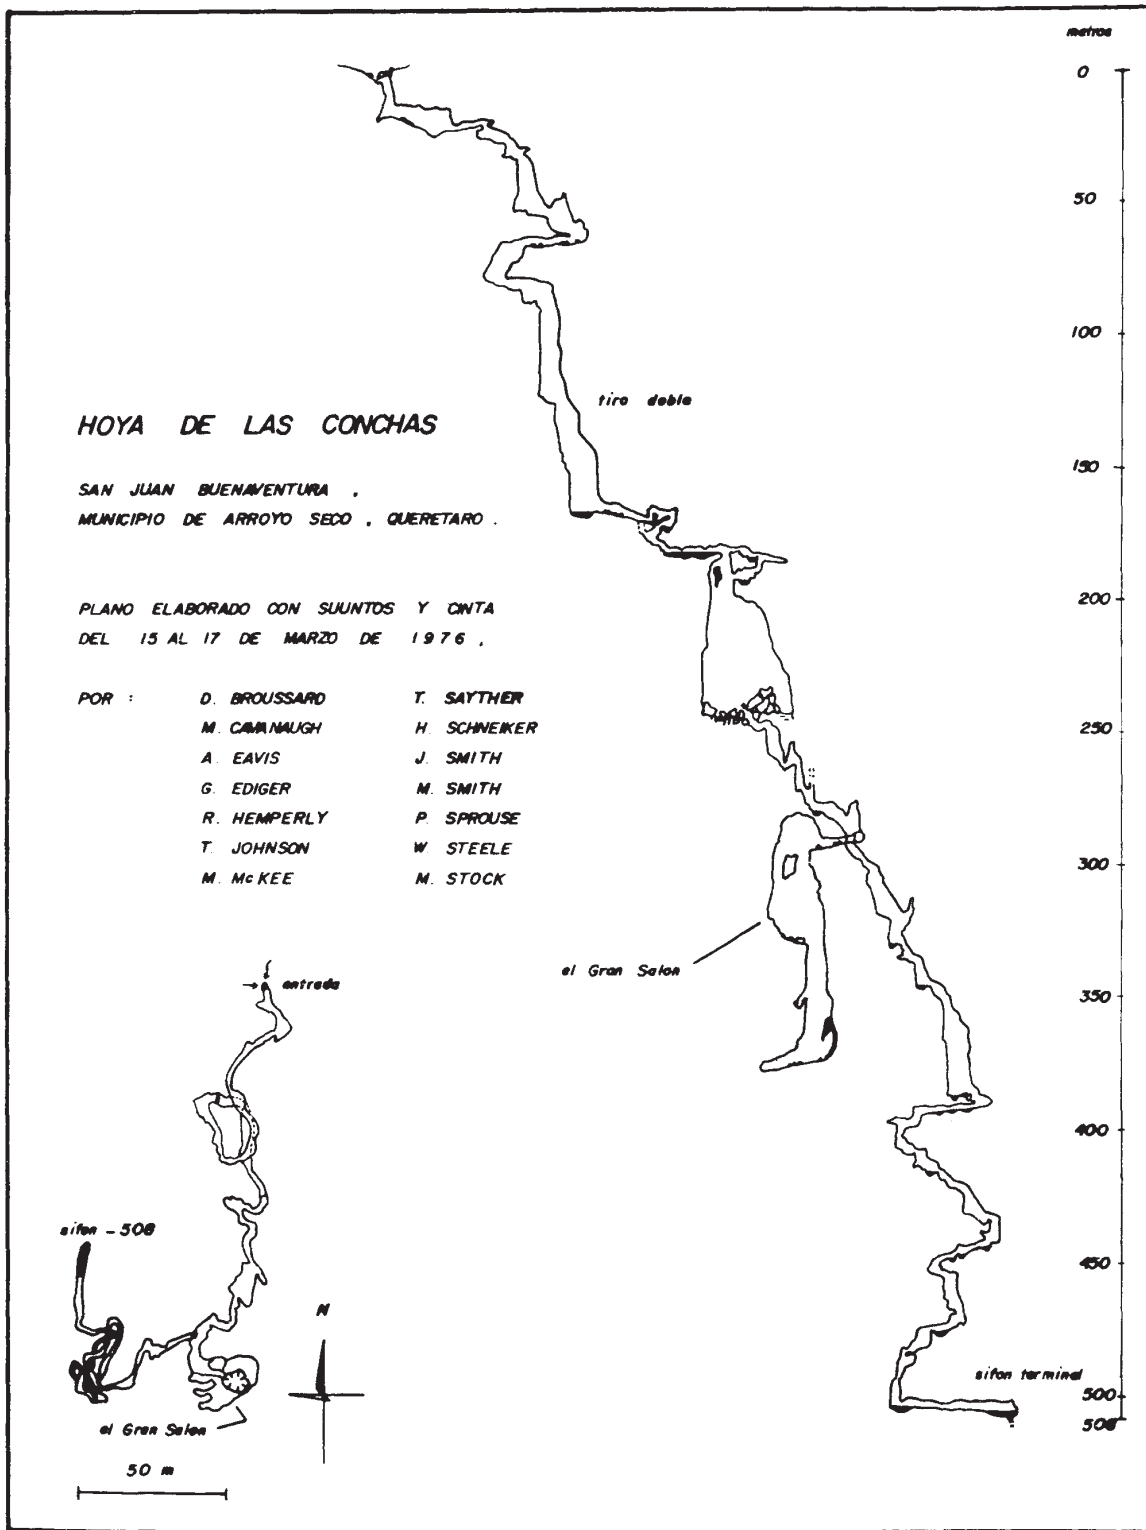 metros
0
50
100
150
200
250
300
350
400
450
500
508
tiro doble
HOYA DE LAS CONCHAS
SAN JUAN BUENAVENTURA ,
MUNICIPIO DE ARROYO SECO , QUERETARO .
PLANO ELABORADO CON SUUNTOS Y CINTA
DEL 15 AL 17 DE MARZO DE 1976 ,
POR : D. BROUSSARD T. SAYTHER
M. CAVANAUGH H. SCHNEIKER
A. EAVIS J. SMITH
G. EDIGER M. SMITH
R. HEMPERLY P. SPROUSE
T. JOHNSON W. STEELE
M. McKEE M. STOCK
el Gran Salon
entrada
sifon - 508
N
el Gran Salon
50 m
sifon terminal